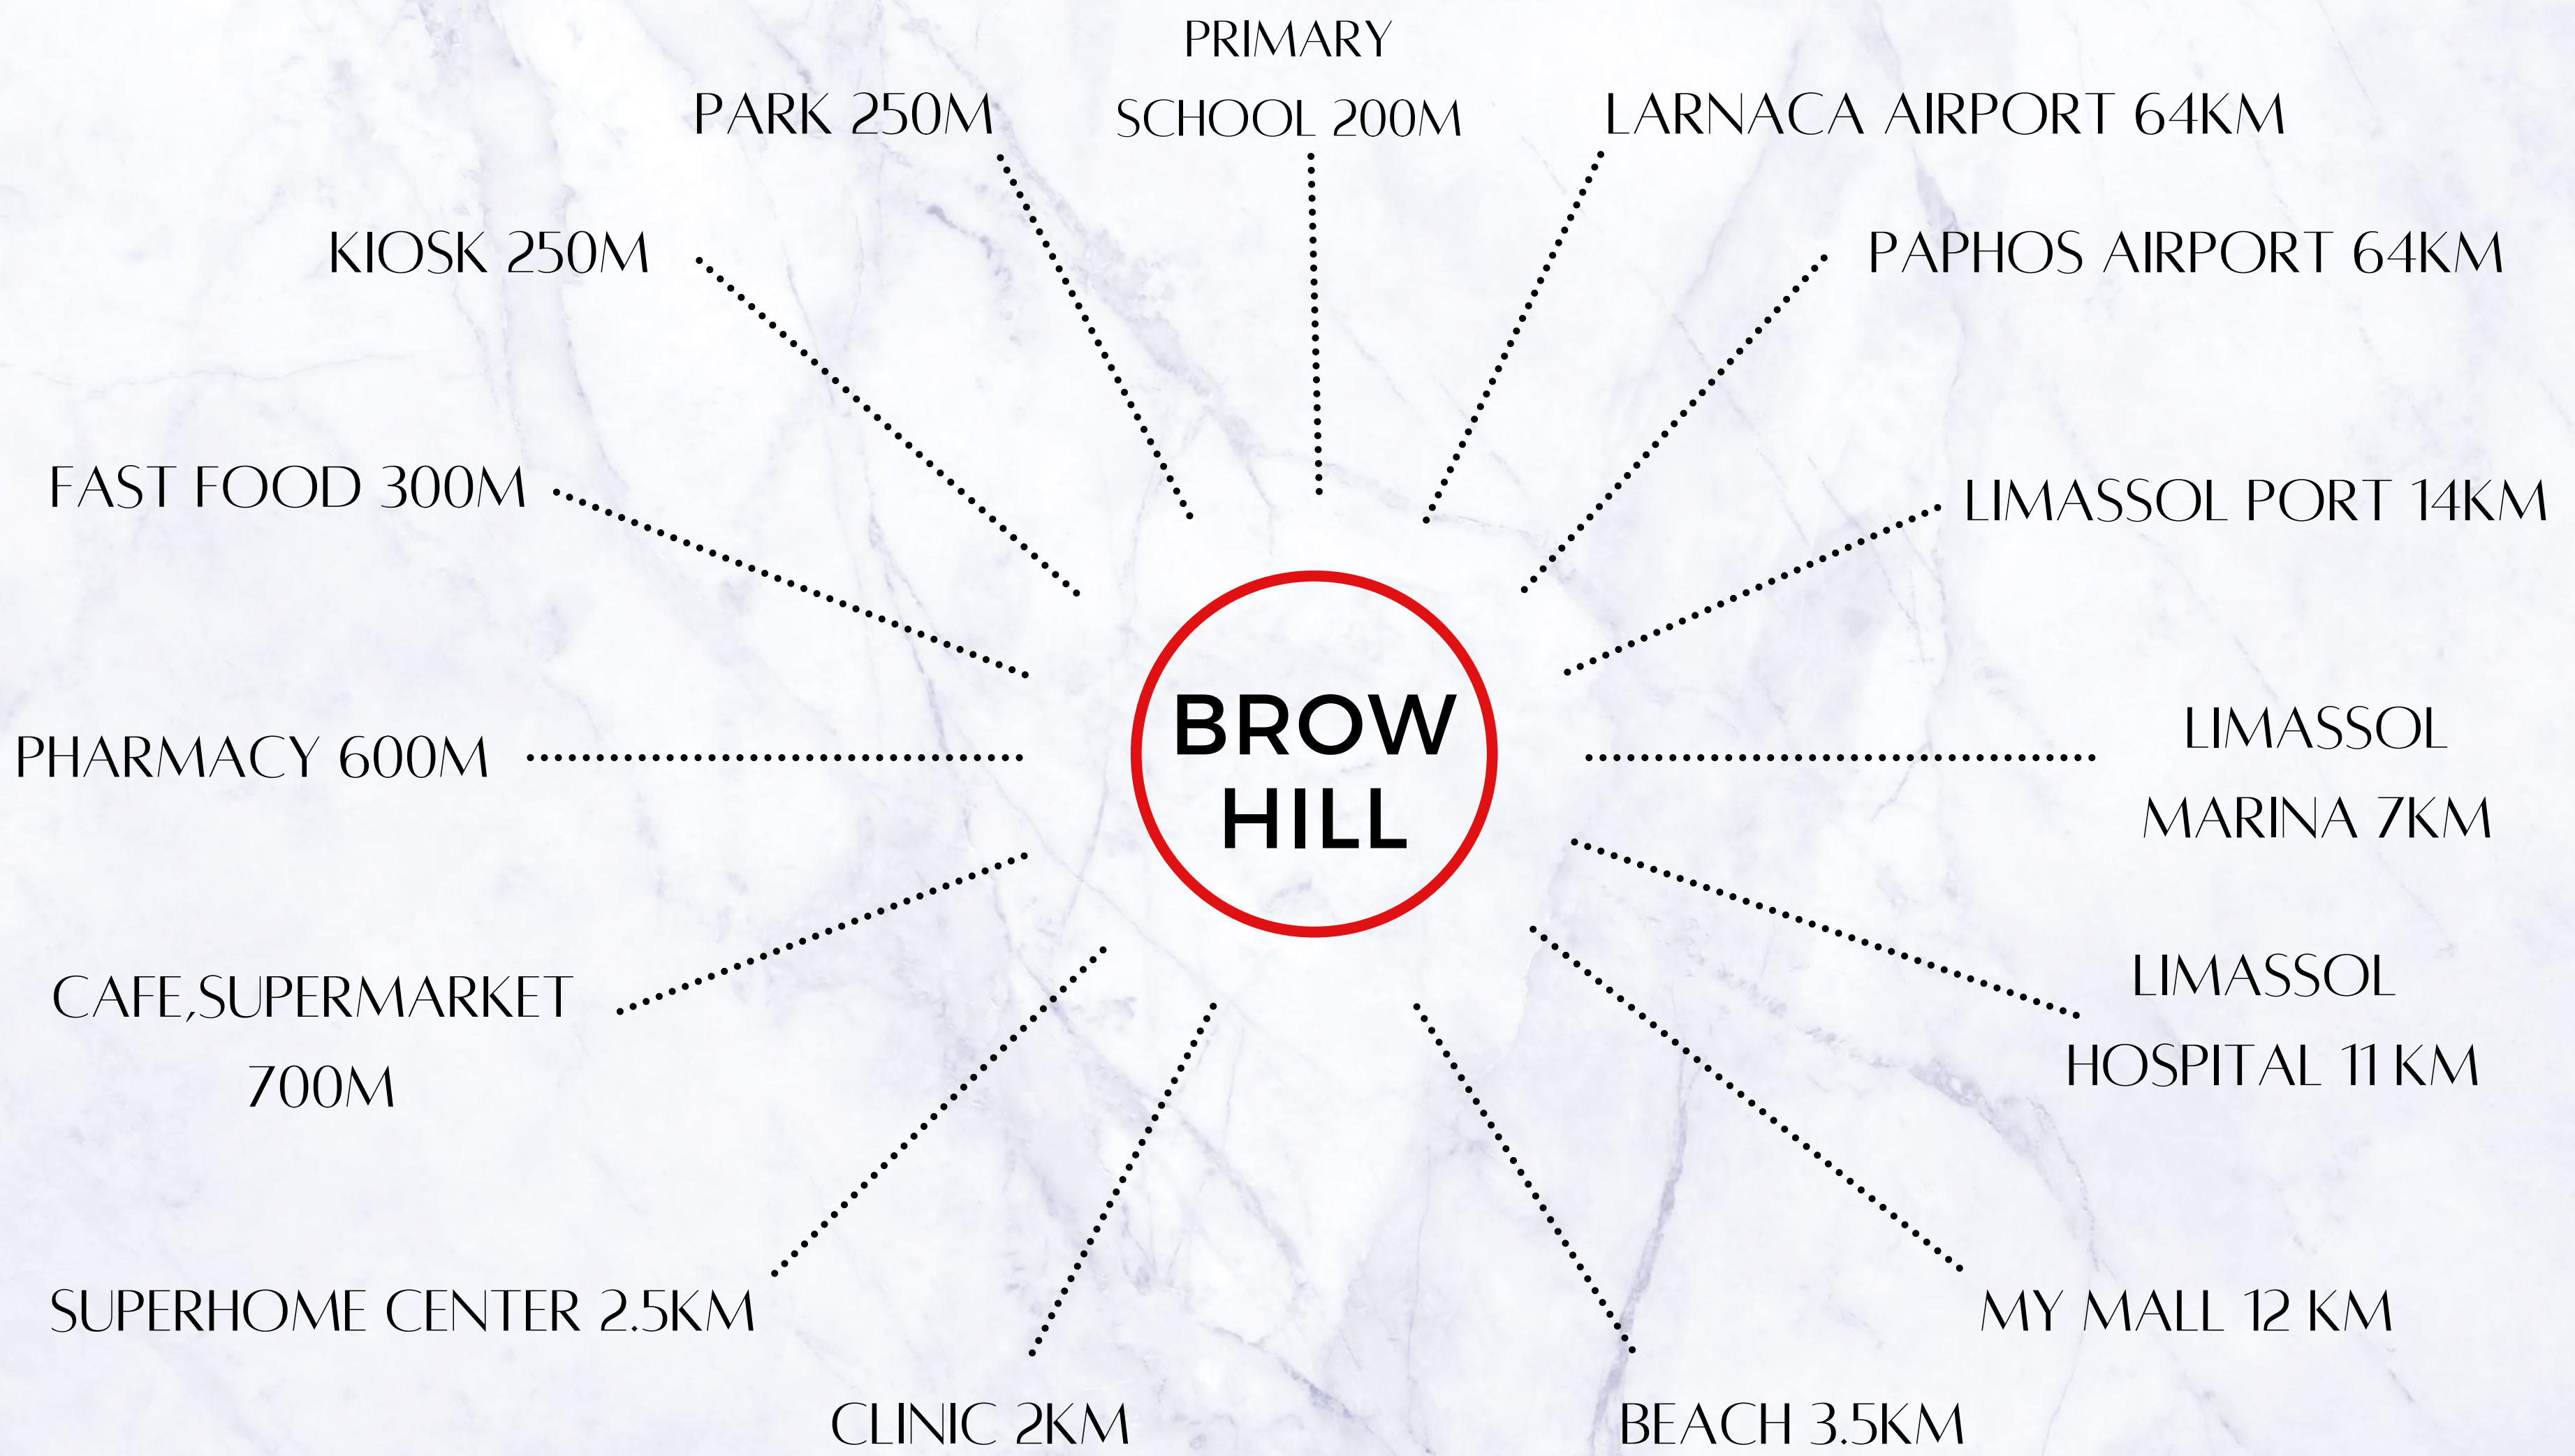 PRIMARY
SCHOOL 200M
PARK 250M
LARNACA AIRPORT 64KM
KIOSK 250M
PAPHOS AIRPORT 64KM
FAST FOOD 300M
LIMASSOL PORT 14KM
BROW
HILL
PHARMACY 600M
LIMASSOL
MARINA 7KM
CAFE,SUPERMARKET
700M
LIMASSOL
HOSPITAL 11 KM
SUPERHOME CENTER 2.5KM
MY MALL 12 KM
CLINIC 2KM
BEACH 3.5KM